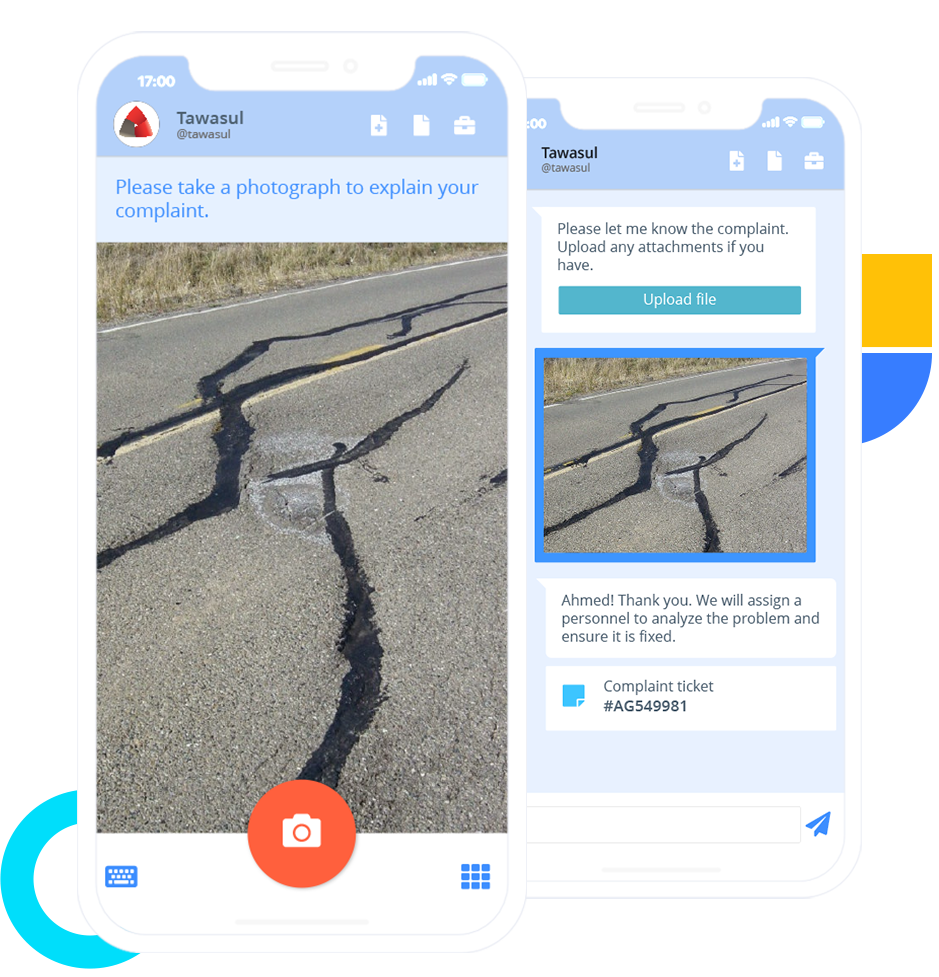 17:00
Tawasul
@tawasul
Please take a photograph to explain your
complaint.
:00
Tawasul
@tawasul
Please let me know the complaint.
Upload any attachments if you
have.
Upload file
Ahmed! Thank you. We will assign a
personnel to analyze the problem and
ensure it is fixed.
Complaint ticket
#AG549981